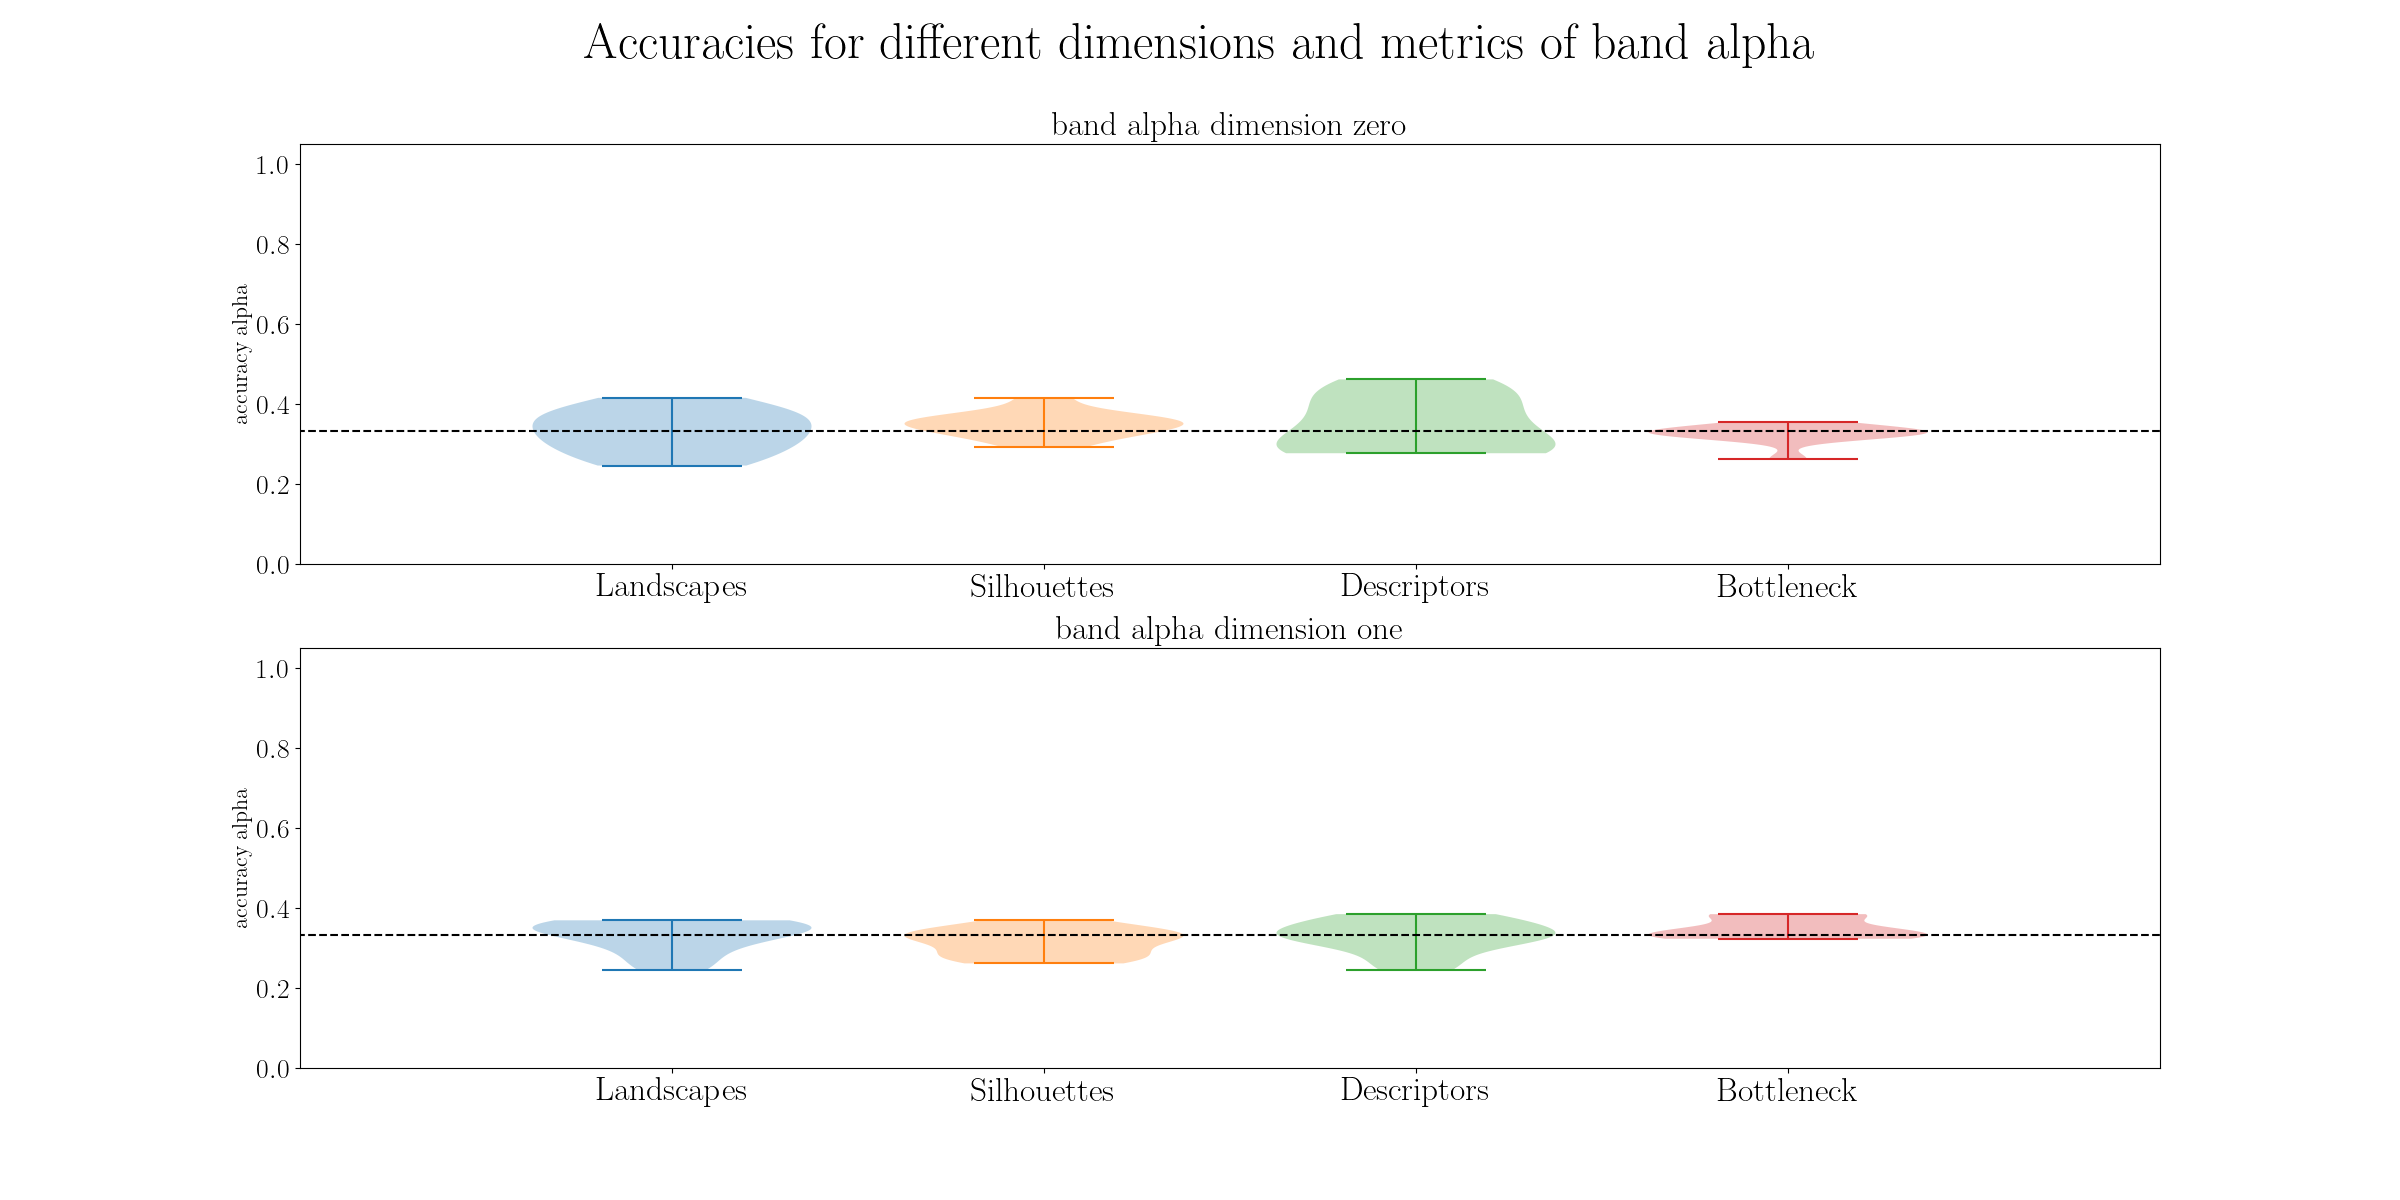 Accuracies for different dimensions and metrics of band alpha
band alpha dimension zero
accuracy alpha
1.0
0.8
0.6
0.4
0.2
0.0
Landscapes Silhouettes Descriptors Bottleneck
band alpha dimension one
accuracy alpha
1.0
0.8
0.6
0.4
0.2
0.0
Landscapes Silhouettes Descriptors Bottleneck